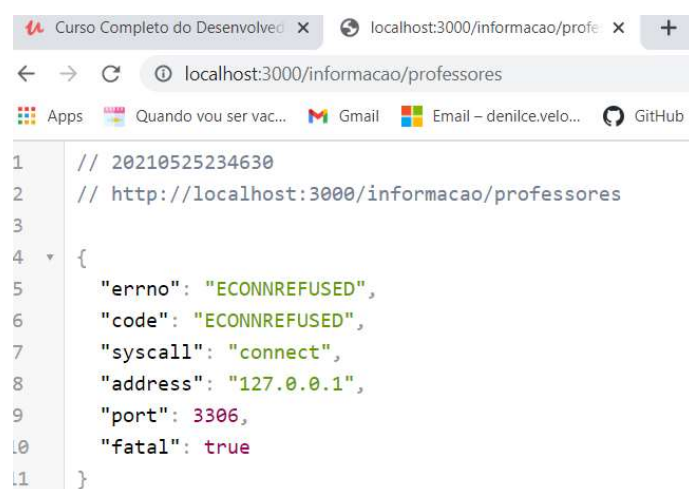 Curso Completo do Desenvolved
localhost:3000/informacao/profe
localhost:3000/informacao/professores
Apps Quando vou ser vac... Gmail Email – denilce.velo... GitHub
1 // 20210525234630
2 // http://localhost:3000/informacao/professores
3
4 {
5 "errno": "ECONNREFUSED",
6 "code": "ECONNREFUSED",
7 "syscall": "connect",
8 "address": "127.0.0.1",
9 "port": 3306,
10 "fatal": true
11 }